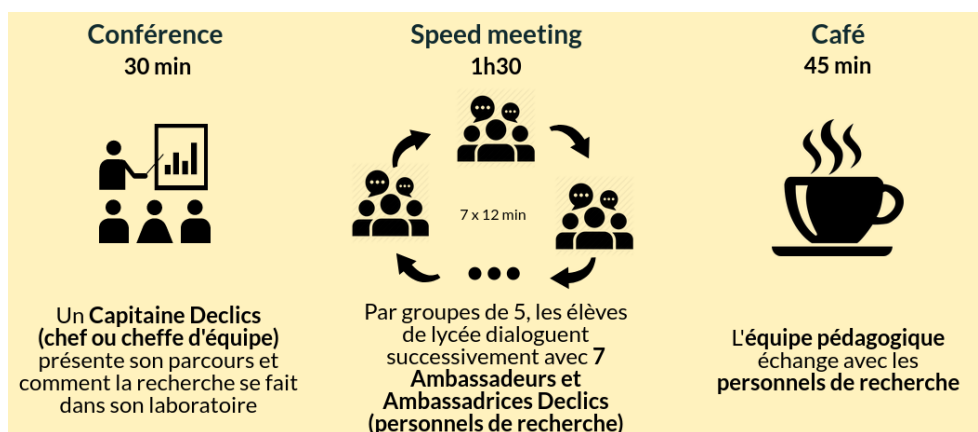 Conférence
30 min
Un Capitaine Declics
(chef ou cheffe d'équipe)
présente son parcours et
comment la recherche se fait
dans son laboratoire
Speed meeting
1h30
7 x 12 min
Par groupes de 5, les élèves
de lycée dialoguent
successivement avec 7
Ambassadeurs et
Ambassadrices Declics
(personnels de recherche)
Café
45 min
L'équipe pédagogique
échange avec les
personnels de recherche